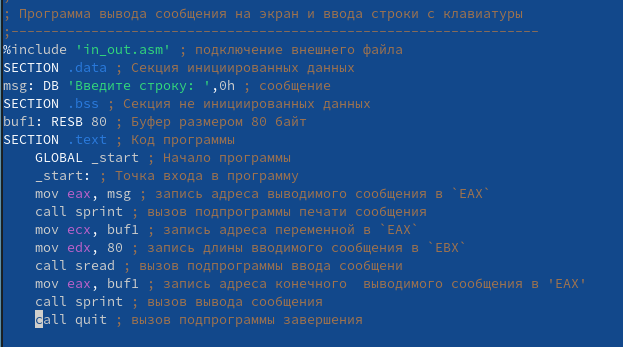 ; Программа вывода сообщения на экран и ввода строки с клавиатуры
;------------------------------------------------------------------
%include 'in_out.asm' ; подключение внешнего файла
SECTION .data ; Секция инициированных данных
msg: DB 'Введите строку: ',0h ; сообщение
SECTION .bss ; Секция не инициированных данных
buf1: RESB 80 ; Буфер размером 80 байт
SECTION .text ; Код программы
GLOBAL _start ; Начало программы
_start: ; Точка входа в программу
mov eax, msg ; запись адреса выводимого сообщения в `EAX`
call sprint ; вызов подпрограммы печати сообщения
mov ecx, buf1 ; запись адреса переменной в `EAX`
mov edx, 80 ; запись длины вводимого сообщения в `EBX`
call sread ; вызов подпрограммы ввода сообщени
mov eax, buf1 ; запись адреса конечного  выводимого сообщения в 'EAX'
call sprint ; вызов вывода сообщения
call quit ; вызов подпрограммы завершения